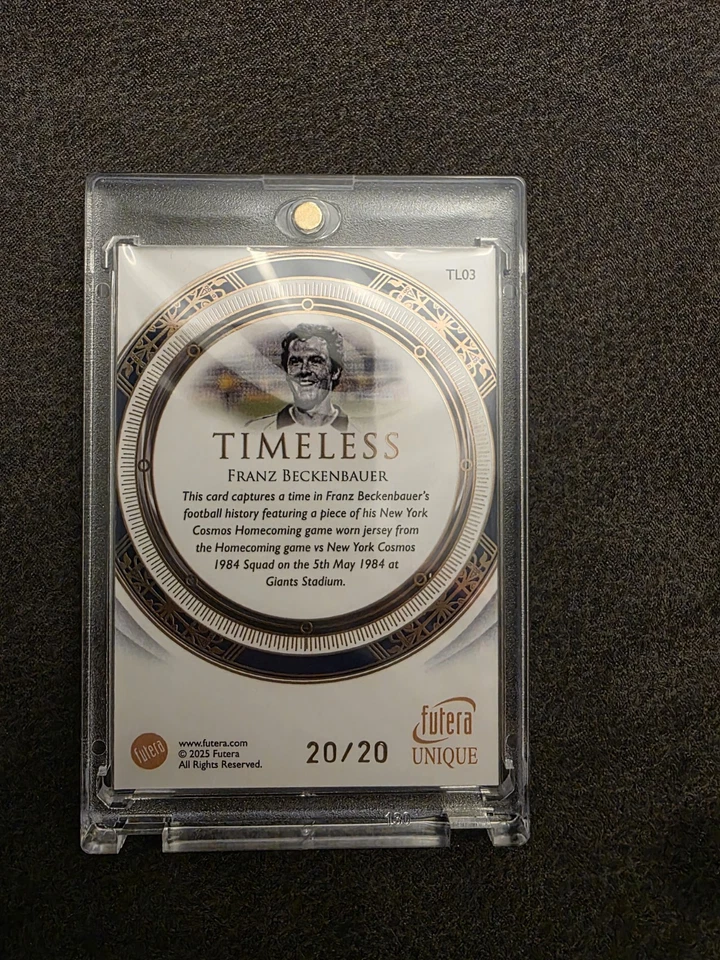 TL03
TIMELESS
FRANZ BECKENBAUER
This card captures a time in Franz Beckenbauer's
football history featuring a piece of his New York
Cosmos Homecoming game worn jersey from
the Homecoming game vs New York Cosmos
1984 Squad on the 5th May 1984 at
Giants Stadium.
futera
www.futera.com
© 2025 Futera
All Rights Reserved.
20/20
futera
UNIQUE
130